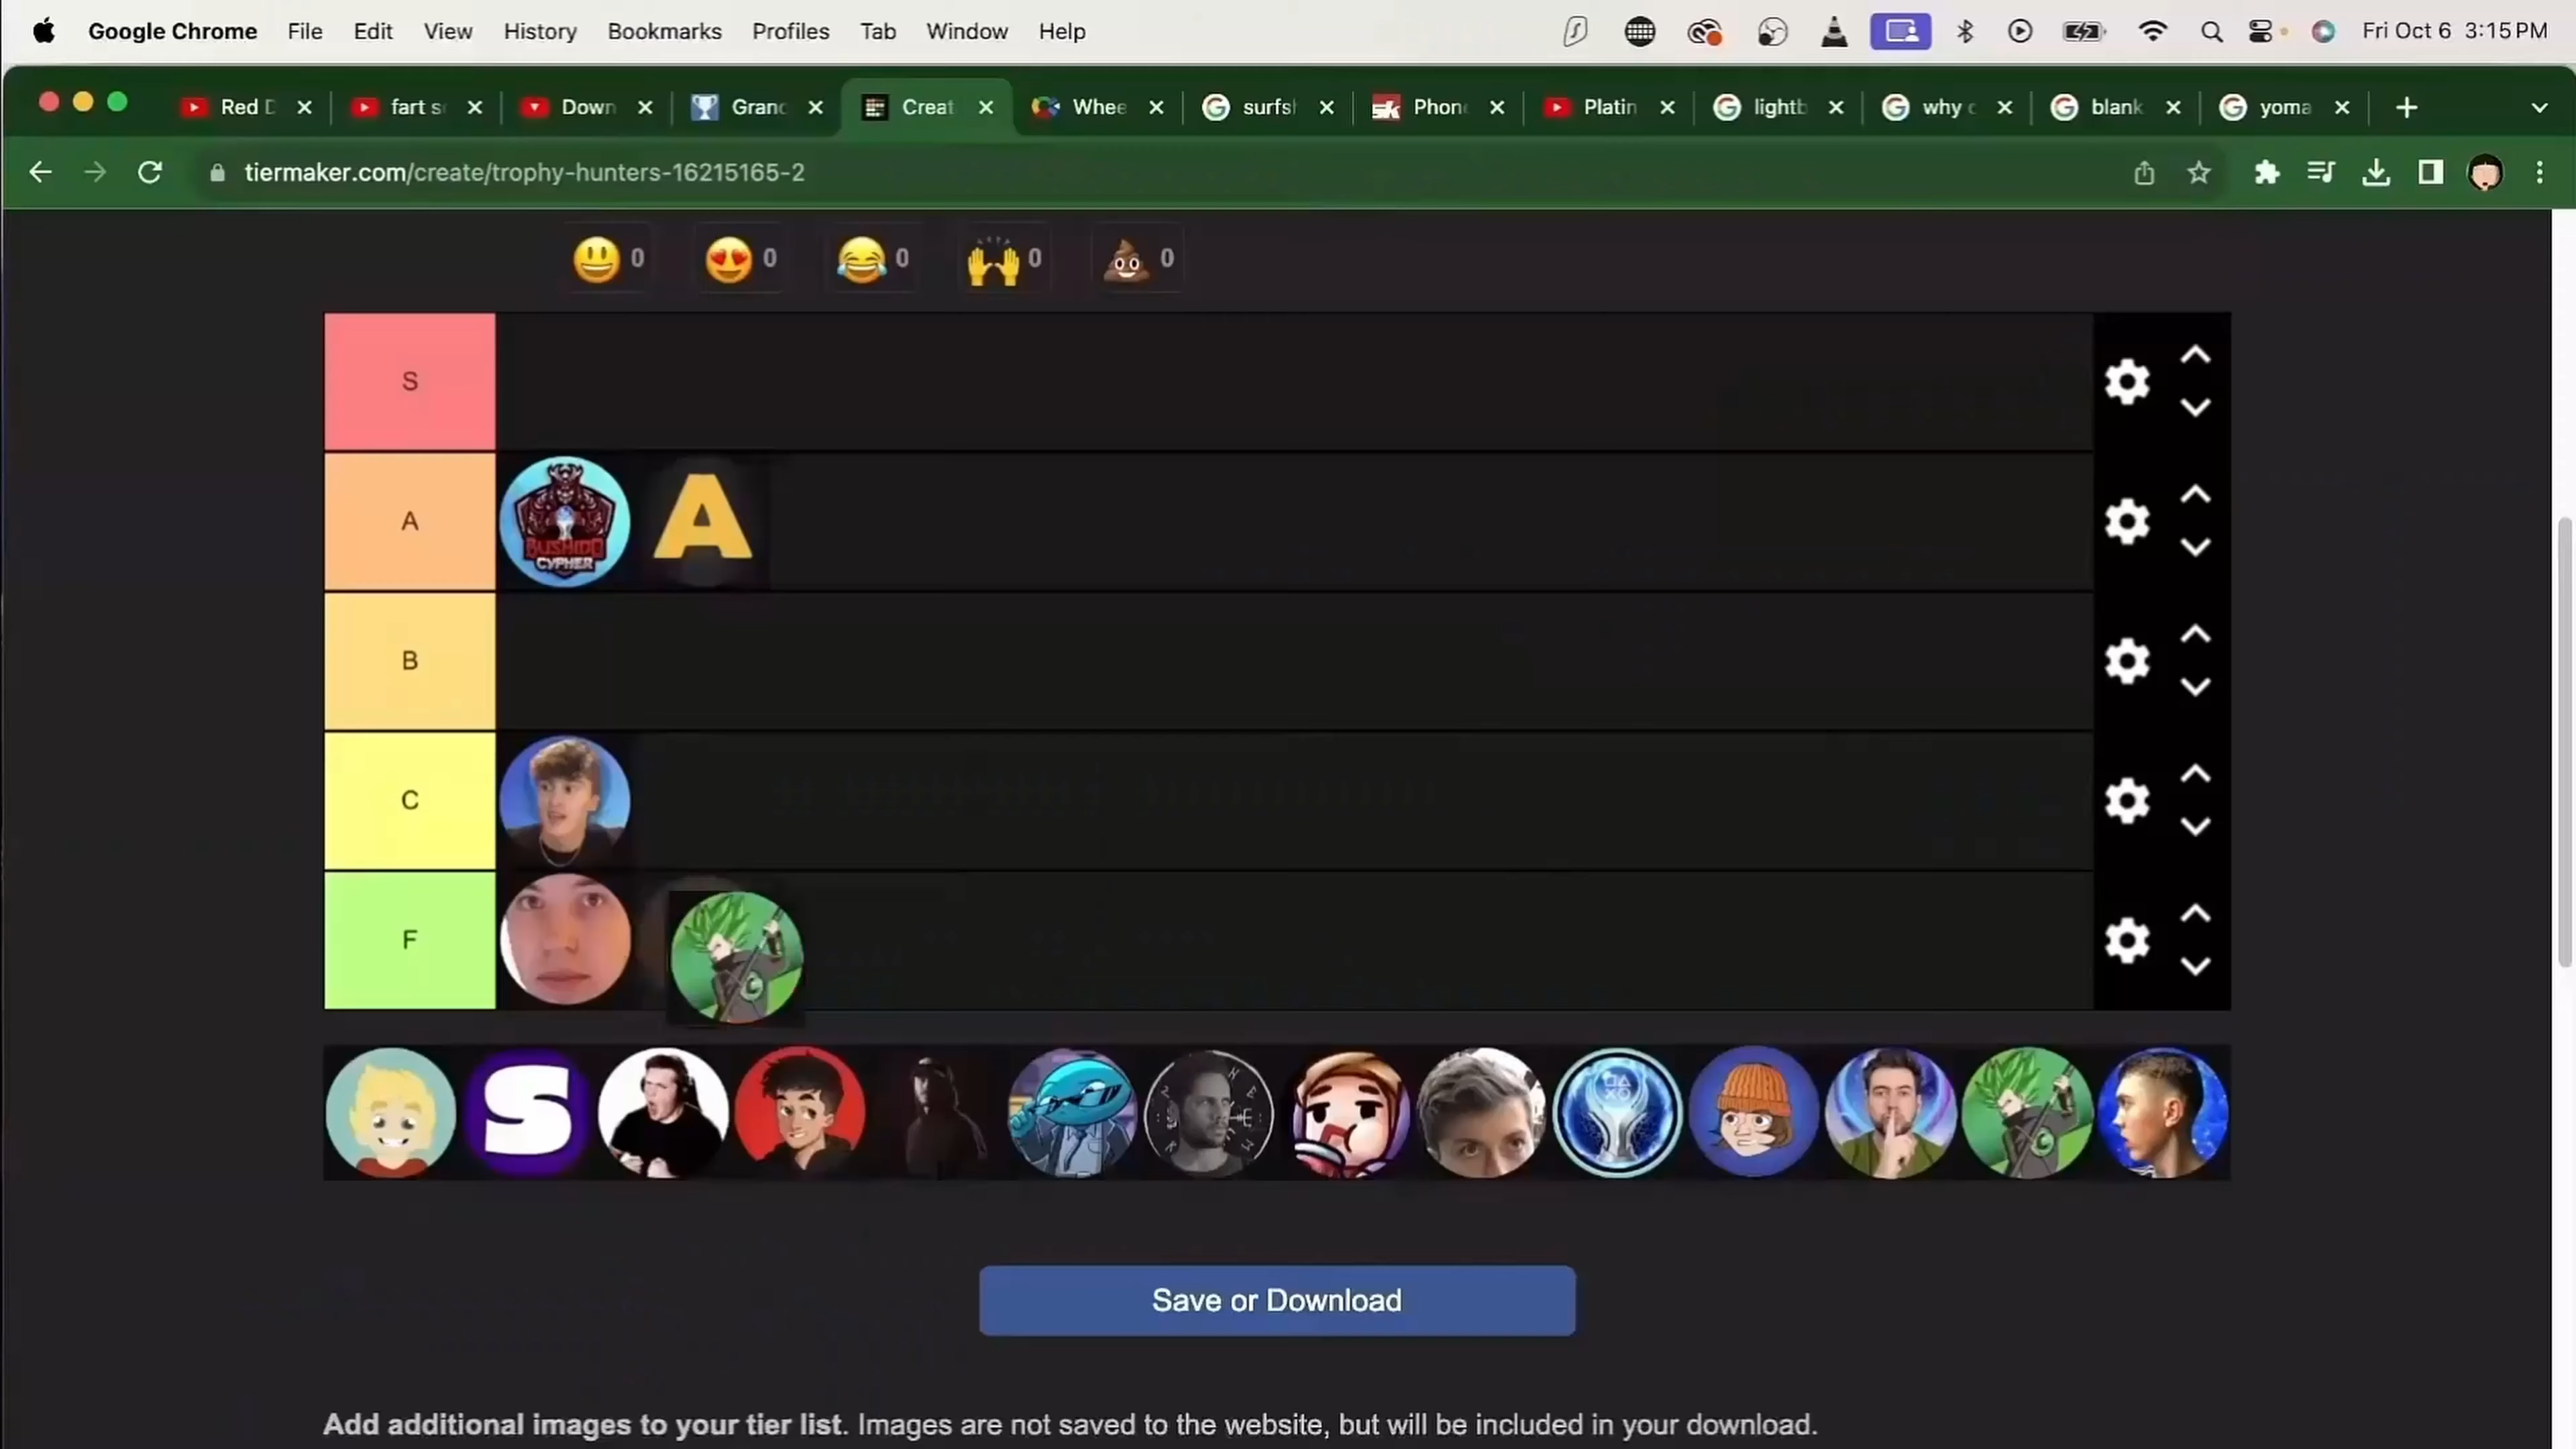 Google Chrome File Edit View History Bookmarks Profiles Tab Window Help Fri Oct 6 3:15 PM
Red D fart s Down Granc Creat Whee surfsh Phon Platin lightb why c blank yoma
tiermaker.com/create/trophy-hunters-16215165-2
0 0 0 0 0
S
A BUSHIDO CYPHER A
B
C
F
S
Save or Download
Add additional images to your tier list. Images are not saved to the website, but will be included in your download.